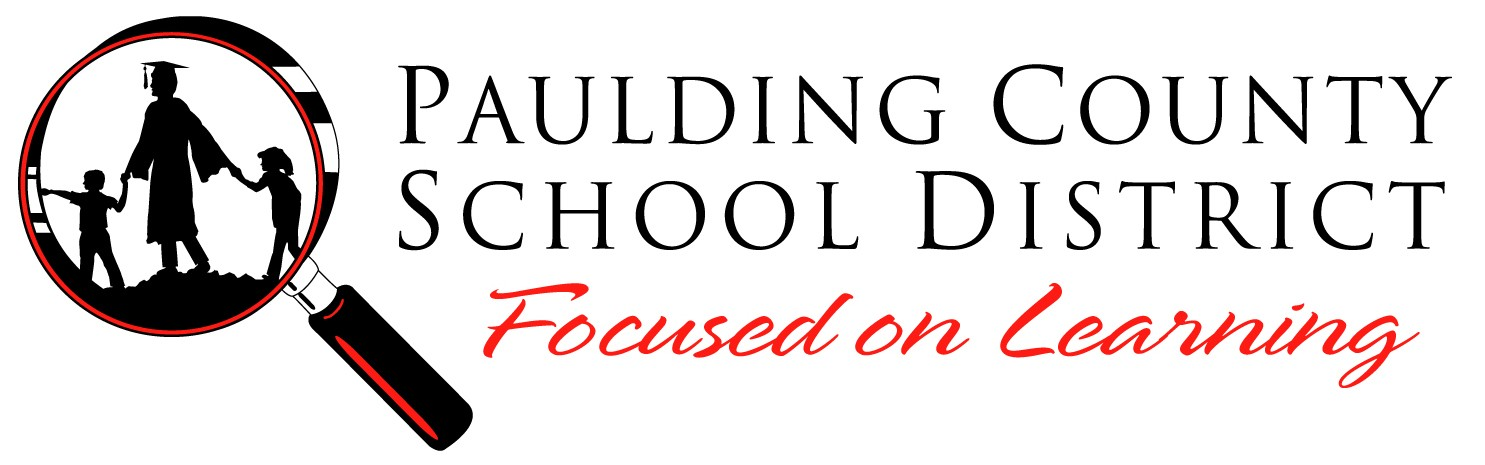 PAULDING COUNTY
SCHOOL DISTRICT
Focused on Learning